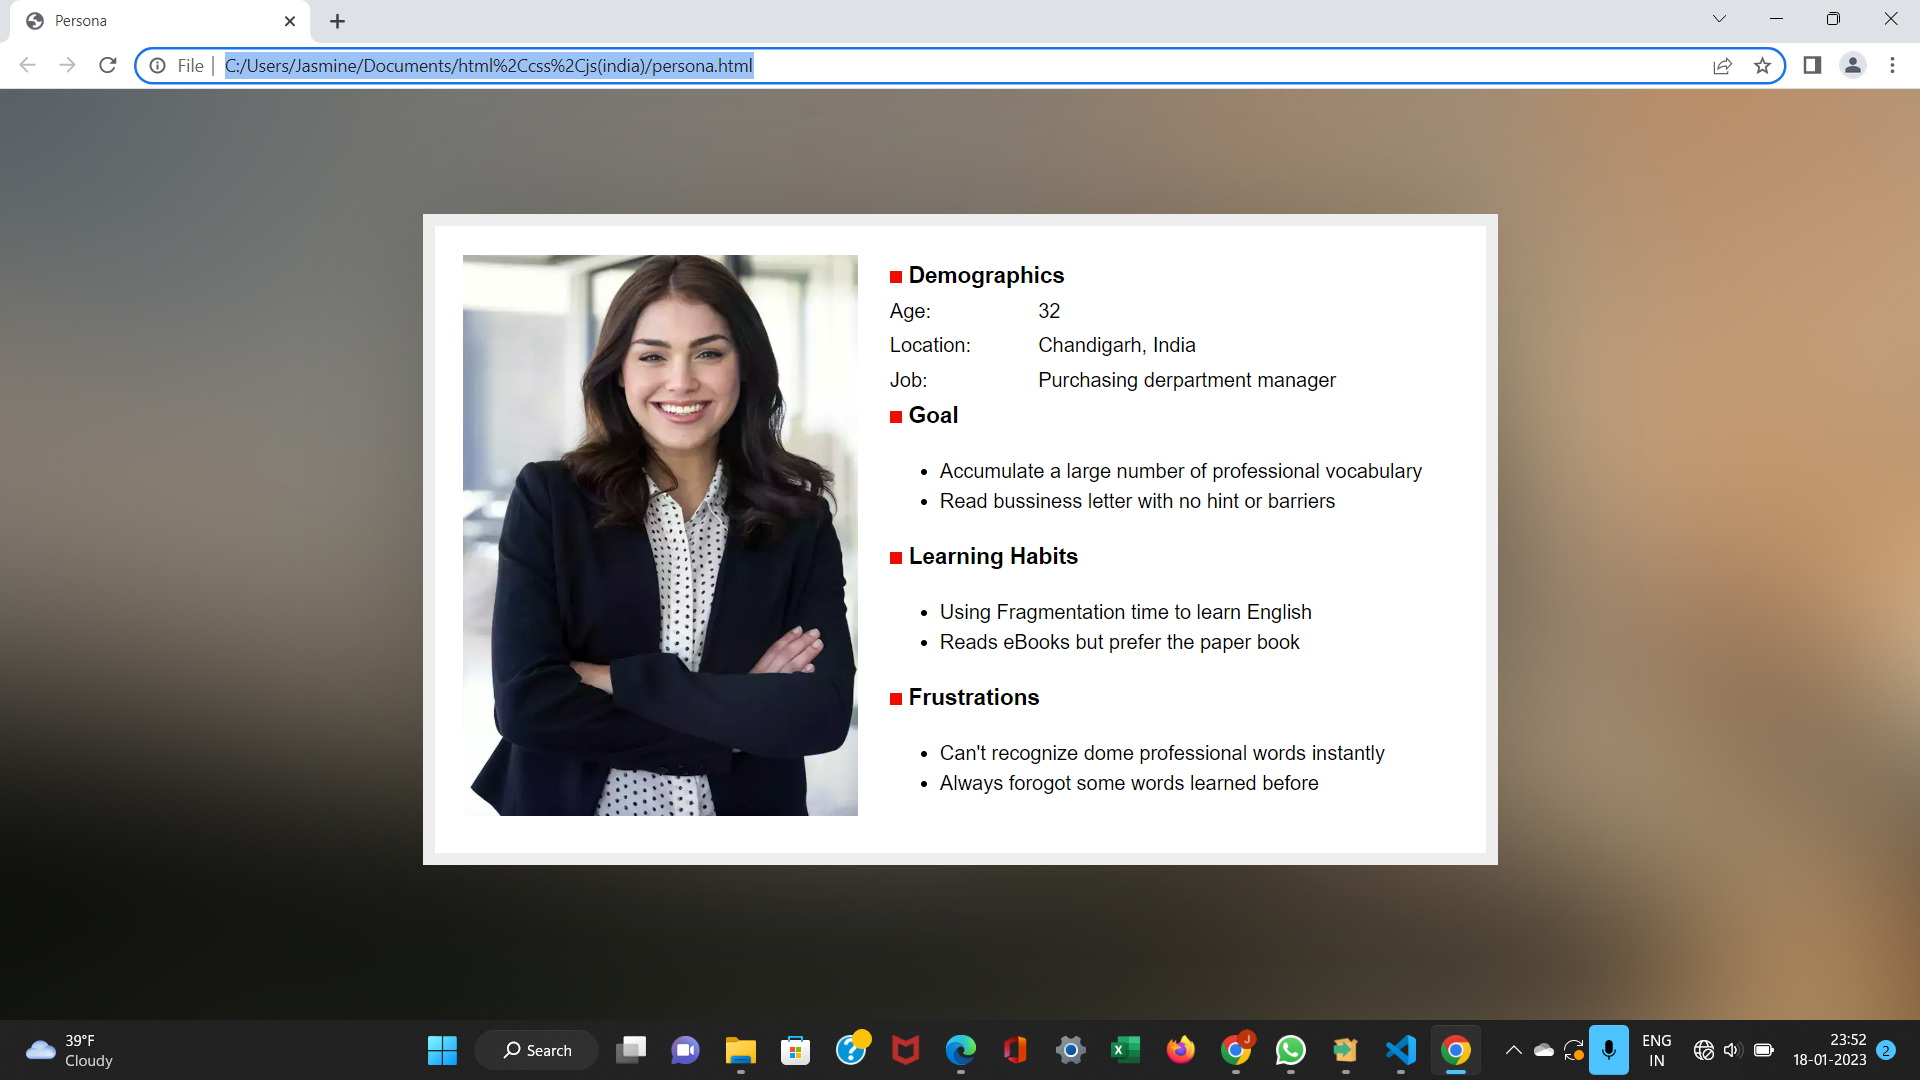 Persona
File
C:/Users/Jasmine/Documents/html%2Ccss%2Cjs(india)/persona.html
Demographics
Age: 32
Location: Chandigarh, India
Job: Purchasing derpartment manager
Goal
Accumulate a large number of professional vocabulary
Read bussiness letter with no hint or barriers
Learning Habits
Using Fragmentation time to learn English
Reads eBooks but prefer the paper book
Frustrations
Can't recognize dome professional words instantly
Always forogot some words learned before
39°F
Cloudy
Search
J
ENG
IN
23:52
18-01-2023
2